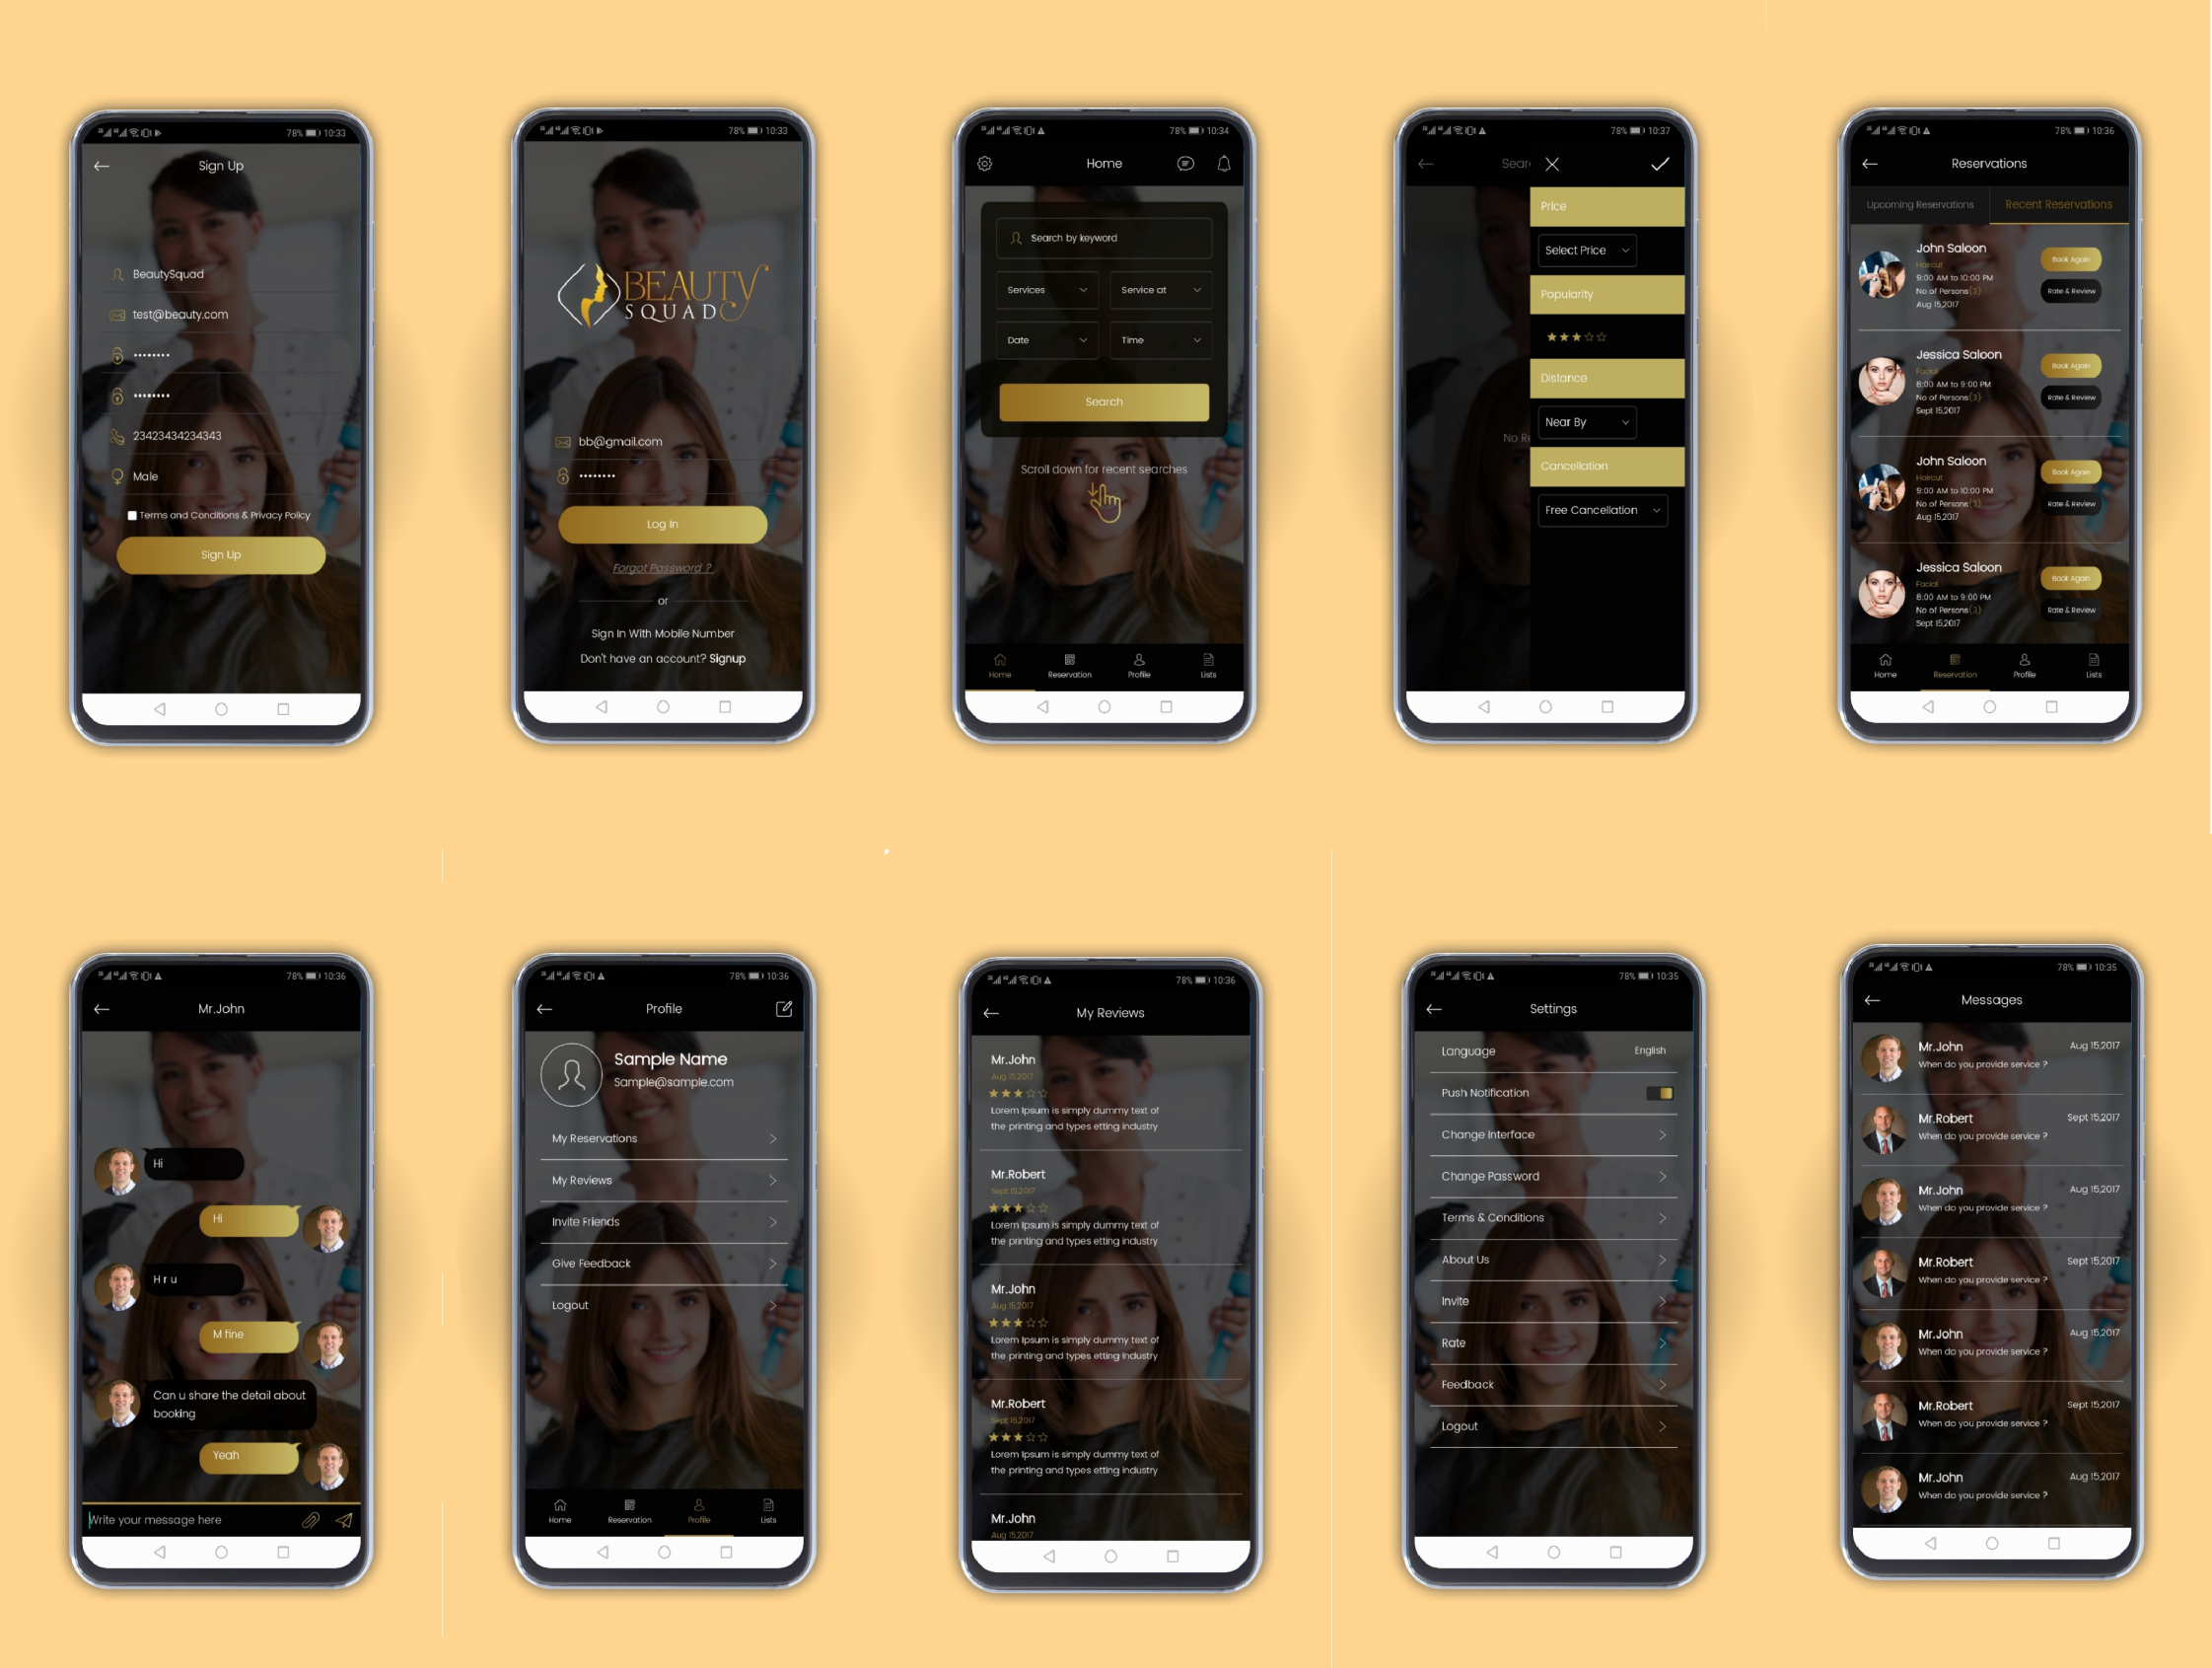 78% 10:33
Sign Up
BeautySquad
test@beauty.com
••••••••
••••••••
23423434234343
Male
Terms and Conditions & Privacy Policy
Sign Up
78% 10:33
BEAUTY
SQUAD
bb@gmail.com
••••••••
Log In
Forgot Password ?
or
Sign In With Mobile Number
Don't have an account? Signup
78% 10:34
Home
Search by keyword
Services Service at
Date Time
Search
Scroll down for recent searches
Home Reservation Profile Lists
78% 10:37
Sear
Price
Select Price
Popularity
Distance
Near By
No Re
Cancellation
Free Cancellation
78% 10:36
Reservations
Upcoming Reservations Recent Reservations
John Saloon
Haircut
Book Again
9:00 AM to 10:00 PM
No of Persons(3)
Rate & Review
Aug 15,2017
Jessica Saloon
Facial
Book Again
8:00 AM to 9:00 PM
No of Persons(3)
Rate & Review
Sept 15,2017
John Saloon
Haircut
Book Again
9:00 AM to 10:00 PM
No of Persons(3)
Rate & Review
Aug 15,2017
Jessica Saloon
Facial
Book Again
8:00 AM to 9:00 PM
No of Persons(3)
Rate & Review
Sept 15,2017
Home Reservation Profile Lists
78% 10:36
Mr.John
Hi
Hi
H r u
M fine
Can u share the detail about
booking
Yeah
Write your message here
78% 10:36
Profile
Sample Name
Sample@sample.com
My Reservations
My Reviews
Invite Friends
Give Feedback
Logout
Home Reservation Profile Lists
78% 10:36
My Reviews
Mr.John
Aug 15,2017
Lorem Ipsum is simply dummy text of
the printing and types etting industry
Mr.Robert
Sept 15,2017
Lorem Ipsum is simply dummy text of
the printing and types etting industry
Mr.John
Aug 15,2017
Lorem Ipsum is simply dummy text of
the printing and types etting industry
Mr.Robert
Sept 15,2017
Lorem Ipsum is simply dummy text of
the printing and types etting industry
Mr.John
Aug 15,2017
78% 10:35
Settings
Language English
Push Notification
Change Interface
Change Password
Terms & Conditions
About Us
Invite
Rate
Feedback
Logout
78% 10:35
Messages
Mr.John Aug 15,2017
When do you provide service ?
Mr.Robert Sept 15,2017
When do you provide service ?
Mr.John Aug 15,2017
When do you provide service ?
Mr.Robert Sept 15,2017
When do you provide service ?
Mr.John Aug 15,2017
When do you provide service ?
Mr.Robert Sept 15,2017
When do you provide service ?
Mr.John Aug 15,2017
When do you provide service ?